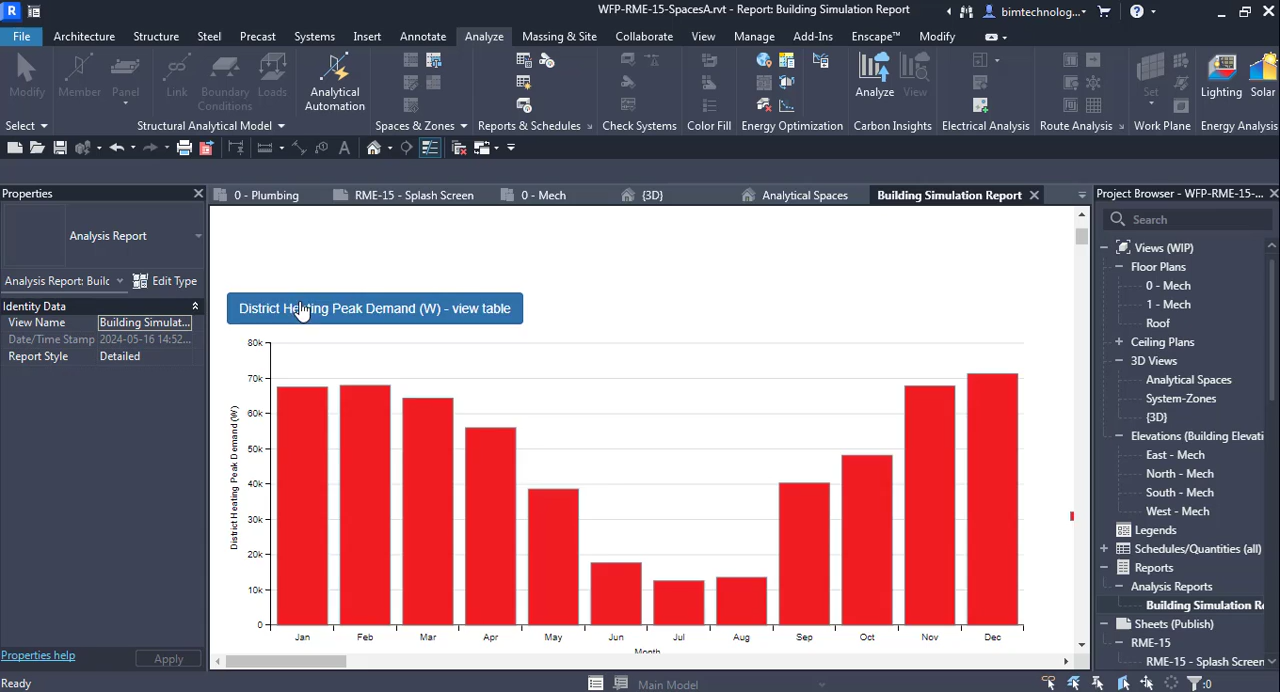 R
WFP-RME-15-SpacesA.rvt - Report: Building Simulation Report
bimtechnolog...
File Architecture Structure Steel Precast Systems Insert Annotate Analyze Massing & Site Collaborate View Manage Add-Ins Enscape™ Modify
Modify Member Panel Link Boundary Conditions Loads Analytical Automation Analyze View Set Lighting Solar
Select Structural Analytical Model Spaces & Zones Reports & Schedules Check Systems Color Fill Energy Optimization Carbon Insights Electrical Analysis Route Analysis Work Plane Energy Analysis
A
Properties
0 - Plumbing RME-15 - Splash Screen 0 - Mech {3D} Analytical Spaces Building Simulation Report
Project Browser - WFP-RME-15-...
Search
Analysis Report
Analysis Report: Builc Edit Type
Identity Data
View Name Building Simulat...
Date/Time Stamp 2024-05-16 14:52...
Report Style Detailed
Properties help Apply
District Heating Peak Demand (W) - view table
District Heating Peak Demand (W)
80k
70k
60k
50k
40k
30k
20k
10k
0
Jan Feb Mar Apr May Jun Jul Aug Sep Oct Nov Dec
Month
Views (WIP)
Floor Plans
0 - Mech
1 - Mech
Roof
Ceiling Plans
3D Views
Analytical Spaces
System-Zones
{3D}
Elevations (Building Elevati
East - Mech
North - Mech
South - Mech
West - Mech
Legends
Schedules/Quantities (all)
Reports
Analysis Reports
Building Simulation Re
Sheets (Publish)
RME-15
RME-15 - Splash Screen
Ready
Main Model
:0